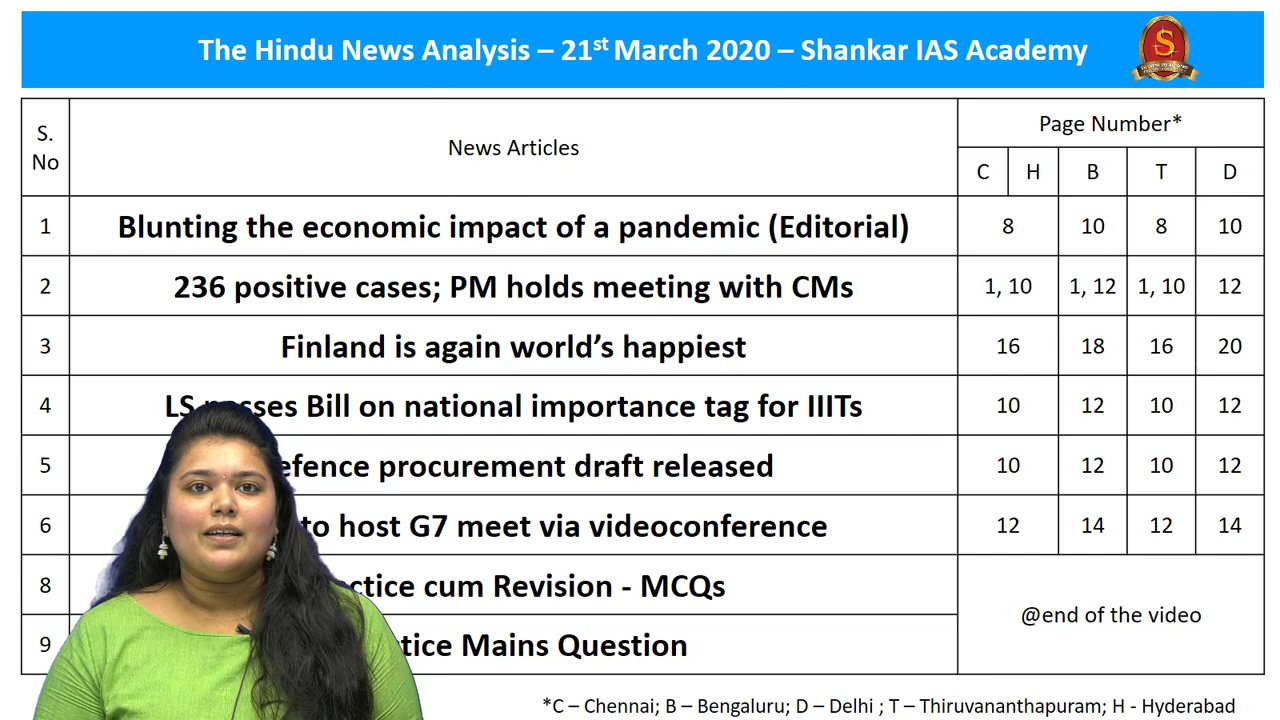 The Hindu News Analysis – 21st March 2020 – Shankar IAS Academy
S. No News Articles Page Number*
C H B T D
1 Blunting the economic impact of a pandemic (Editorial) 8 10 8 10
2 236 positive cases; PM holds meeting with CMs 1, 10 1, 12 1, 10 12
3 Finland is again world’s happiest 16 18 16 20
4 LS Bill on national importance tag for IIITs 10 12 10 12
5 procurement draft released 10 12 10 12
6 to host G7 meet via videoconference 12 14 12 14
8 cum Revision - MCQs
@end of the video
9 Mains Question
*C – Chennai; B – Bengaluru; D – Delhi ; T – Thiruvananthapuram; H - Hyderabad